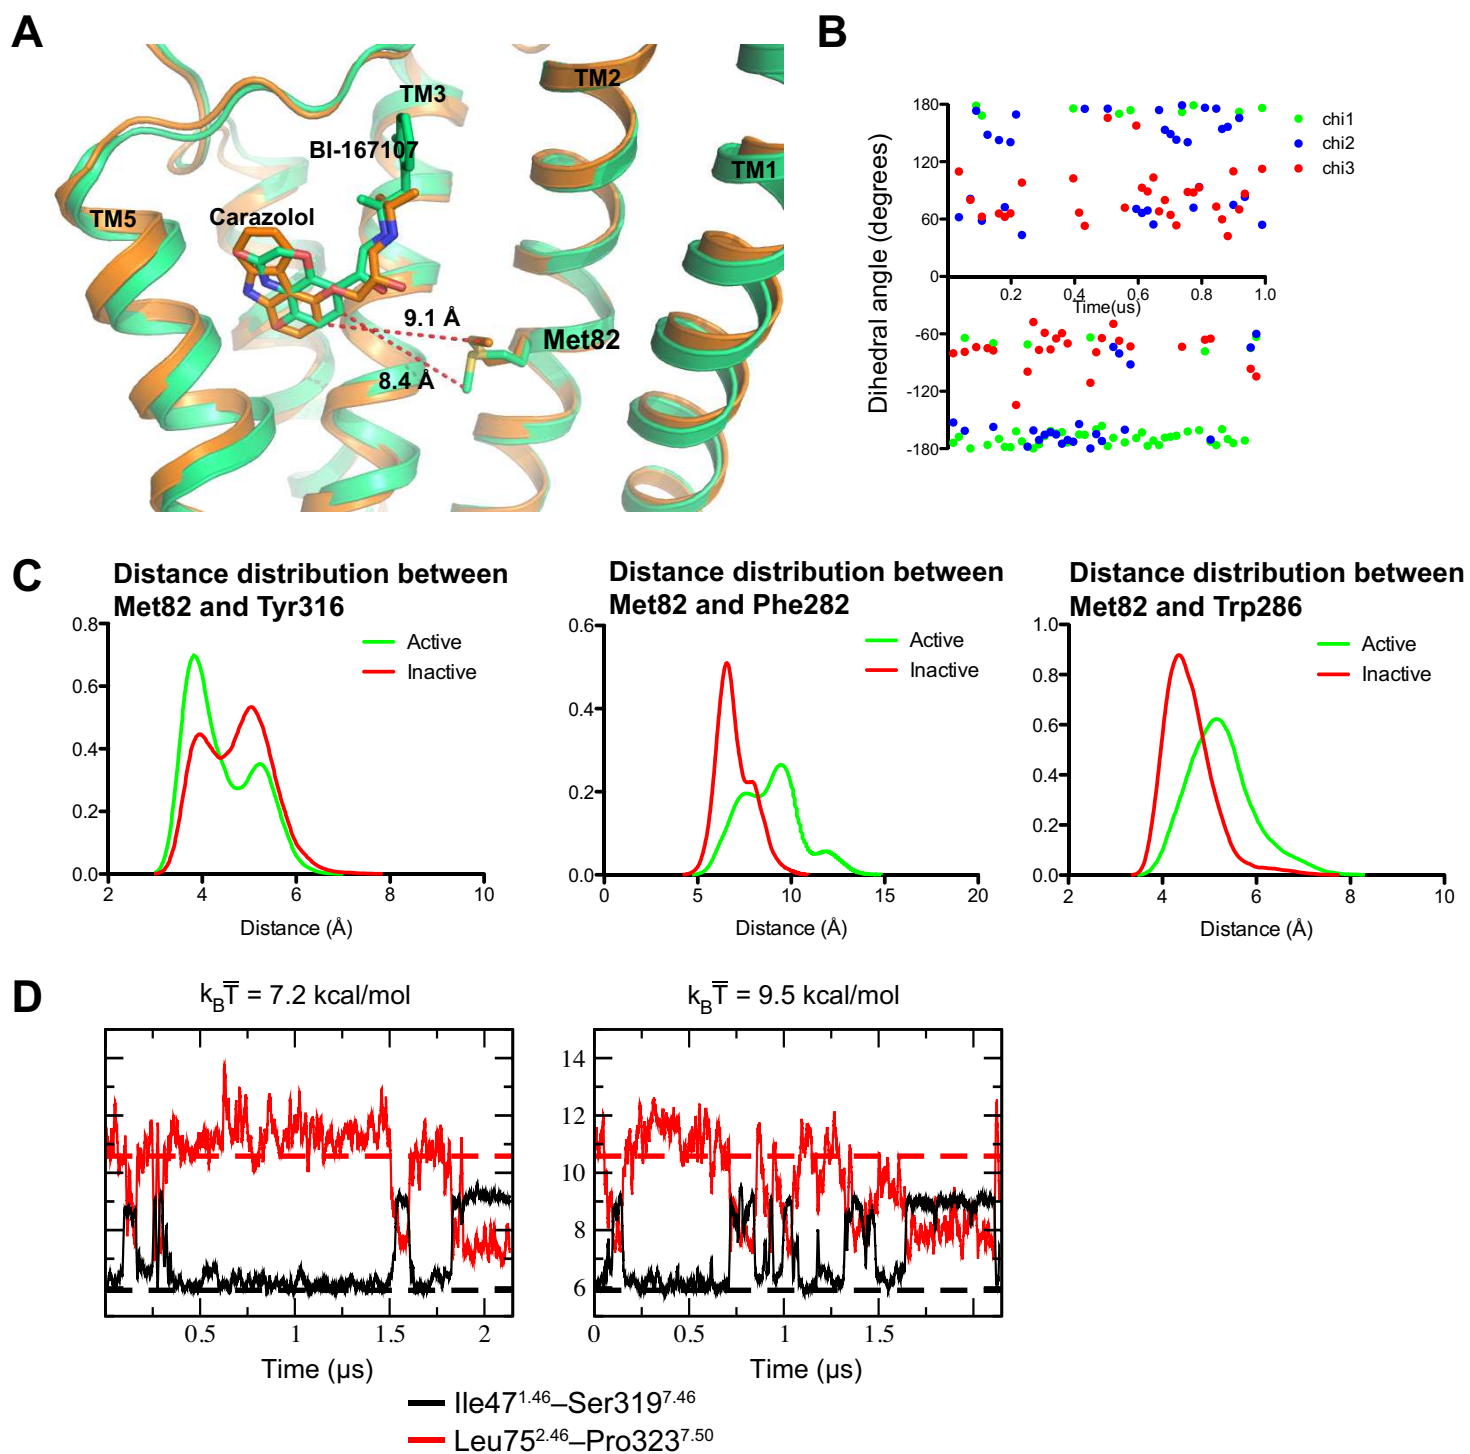 A
TM3
TM2
BI-167107
TM1
TM5
Carazolol
9.1 Å
Met82
8.4 Å
B
180
120
60
0
-60
-120
-180
Dihedral angle (degrees)
0.2
0.4
0.6
0.8
1.0
Time(us)
chi1
chi2
chi3
C
Distance distribution between
Met82 and Tyr316
0.8
0.6
0.4
0.2
0.0
2
4
6
8
10
Distance (Å)
Active
Inactive
Distance distribution between
Met82 and Phe282
0.6
0.4
0.2
0.0
0
5
10
15
20
Distance (Å)
Active
Inactive
Distance distribution between
Met82 and Trp286
1.0
0.8
0.6
0.4
0.2
0.0
2
4
6
8
10
Distance (Å)
Active
Inactive
D
k_B T̿ = 7.2 kcal/mol
0.5
1
1.5
2
Time (µs)
k_B T̿ = 9.5 kcal/mol
14
12
10
8
6
0
0.5
1
1.5
Time (µs)
Ile47^1.46–Ser319^7.46
Leu75^2.46–Pro323^7.50